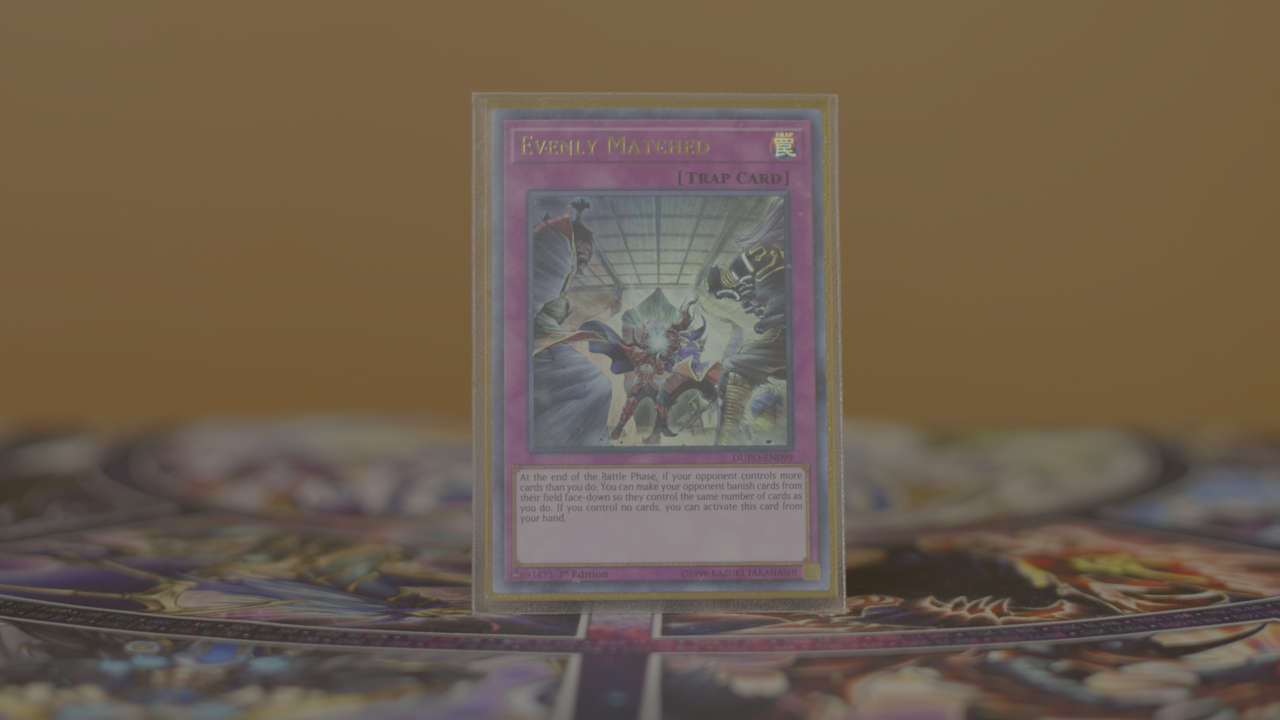 EVENLY MATCHED
TRAP
罠
[TRAP CARD]
DUPO-EN099
At the end of the Battle Phase, if your opponent controls more
cards than you do: You can make your opponent banish cards from
their field face-down so they control the same number of cards as
you do. If you control no cards, you can activate this card from
your hand.
1st Edition
©1996 KAZUKI TAKAHASHI